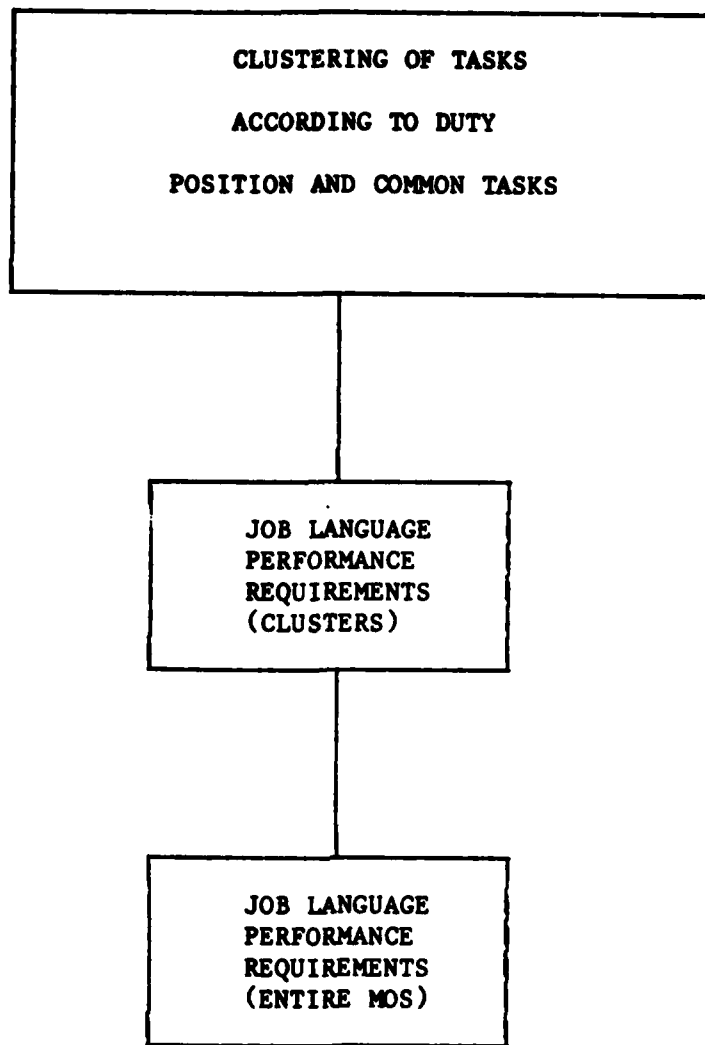 CLUSTERING OF TASKS
ACCORDING TO DUTY
POSITION AND COMMON TASKS
JOB LANGUAGE
PERFORMANCE
REQUIREMENTS
(CLUSTERS)
JOB LANGUAGE
PERFORMANCE
REQUIREMENTS
(ENTIRE MOS)